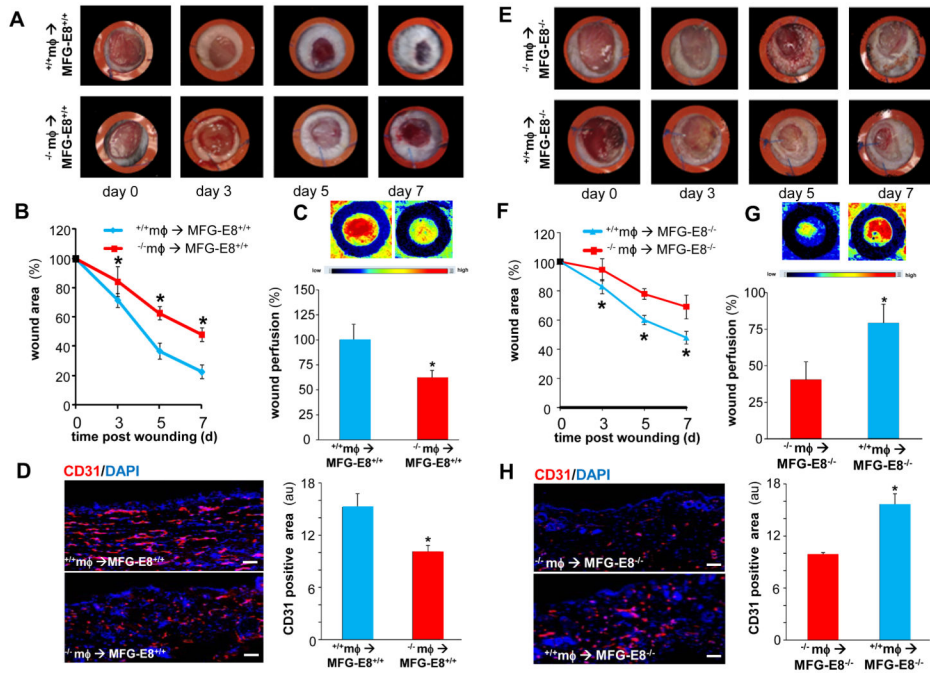 A
+/+mϕ → MFG-E8+/+
-/- mϕ → MFG-E8+/+
day 0 day 3 day 5 day 7
B
wound area (%)
120
100
80
60
40
20
0
+/+mϕ → MFG-E8+/+
-/-mϕ → MFG-E8+/+
* * *
0 3 5 7
time post wounding (d)
C
low high
wound perfusion (%)
125
100
75
50
25
0
*
+/+mϕ → MFG-E8+/+
-/- mϕ → MFG-E8+/+
D
CD31/DAPI
+/+mϕ → MFG-E8+/+
-/- mϕ → MFG-E8+/+
CD31 positive area (au)
18
14
10
6
0
*
+/+mϕ → MFG-E8+/+
-/- mϕ → MFG-E8+/+
E
-/- mϕ → MFG-E8-/-
+/+mϕ → MFG-E8-/-
day 0 day 3 day 5 day 7
F
wound area (%)
120
100
80
60
40
20
0
+/+mϕ → MFG-E8-/-
-/- mϕ → MFG-E8-/-
* * *
0 3 5 7
time post wounding (d)
G
low high
wound perfusion (%)
100
75
50
25
0
*
-/- mϕ → MFG-E8-/-
+/+mϕ → MFG-E8-/-
H
CD31/DAPI
-/- mϕ → MFG-E8-/-
+/+mϕ → MFG-E8-/-
CD31 positive area (au)
18
14
10
6
0
*
-/- mϕ → MFG-E8-/-
+/+mϕ → MFG-E8-/-